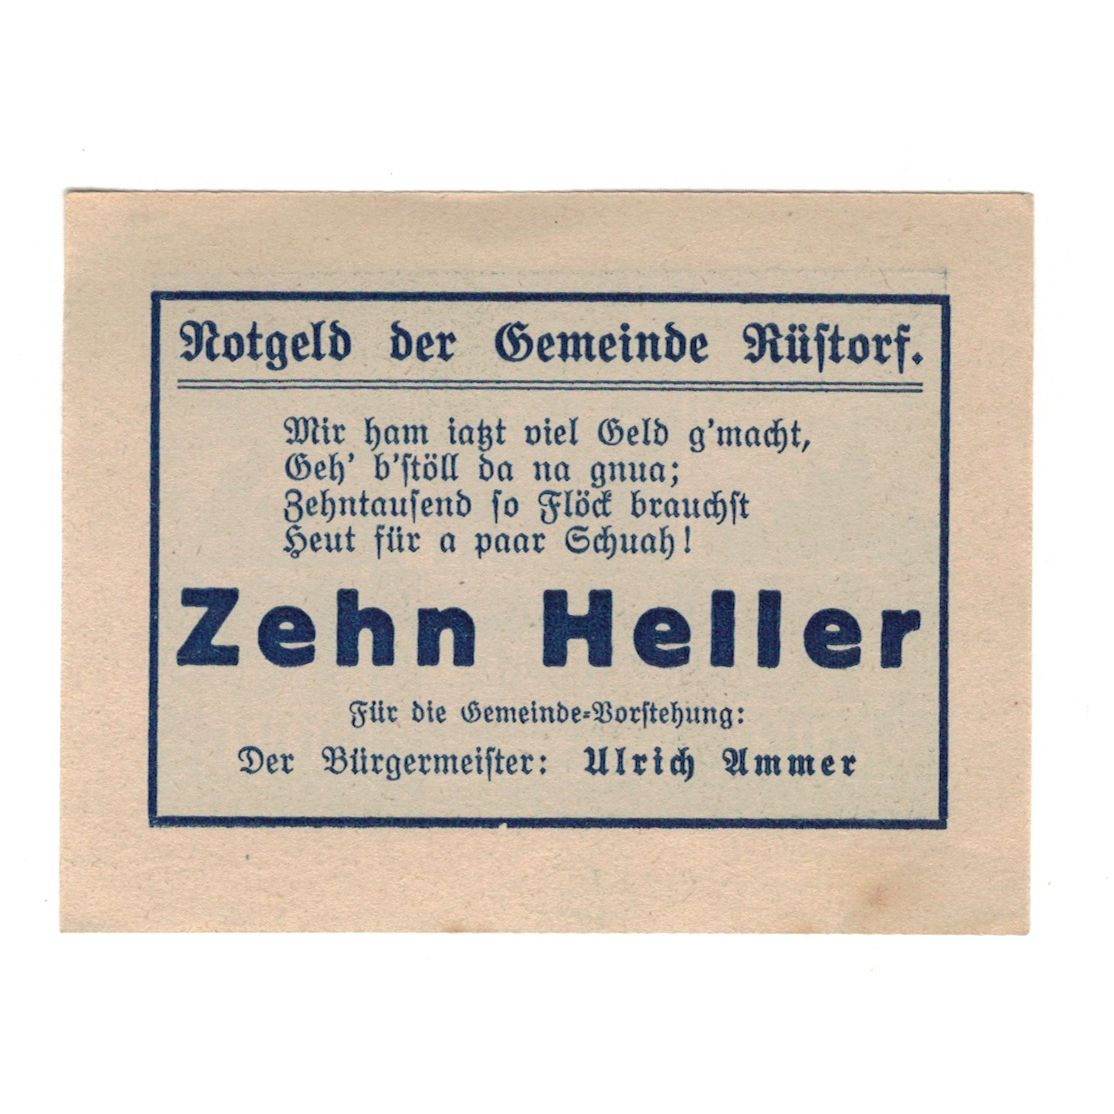 Notgeld der Gemeinde Rüstorf.
Mir ham iatzt viel Geld g'macht,
Geh' b'stöll da na gnua;
Zehntausend so Flöck brauchst
Heut für a paar Schuah!
Zehn Heller
Für die Gemeinde-Vorstehung:
Der Bürgermeister: Ulrich Ammer